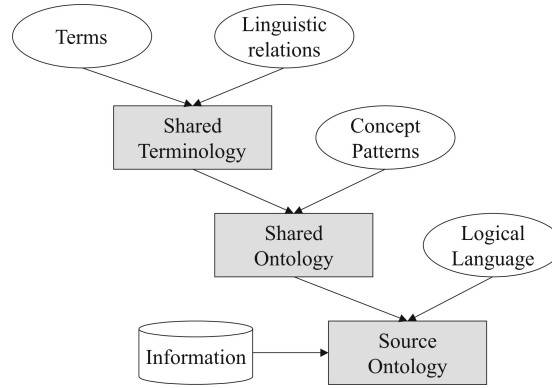 Terms
Linguistic
relations
Shared
Terminology
Concept
Patterns
Shared
Ontology
Logical
Language
Information
Source
Ontology